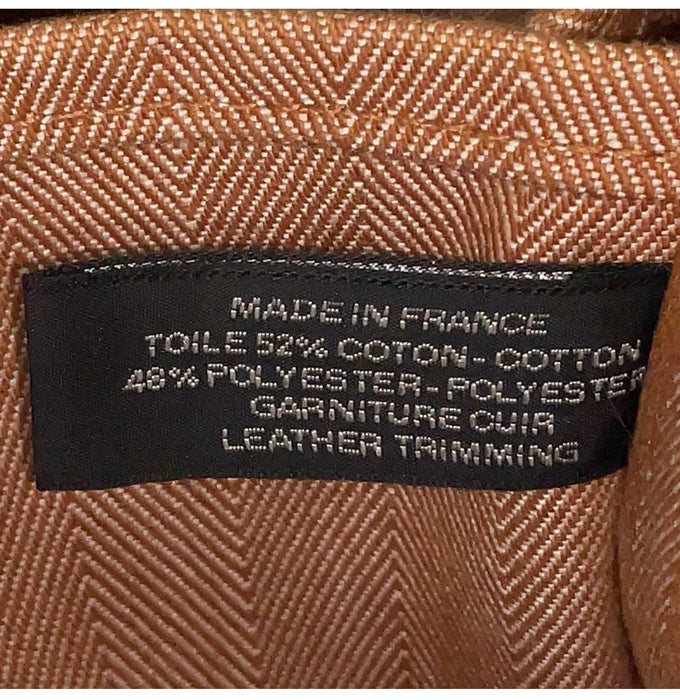 MADE IN FRANCE
TOILE 52% COTON - COTTON
48% POLYESTER - POLYESTER
GARNITURE CUIR
LEATHER TRIMMING